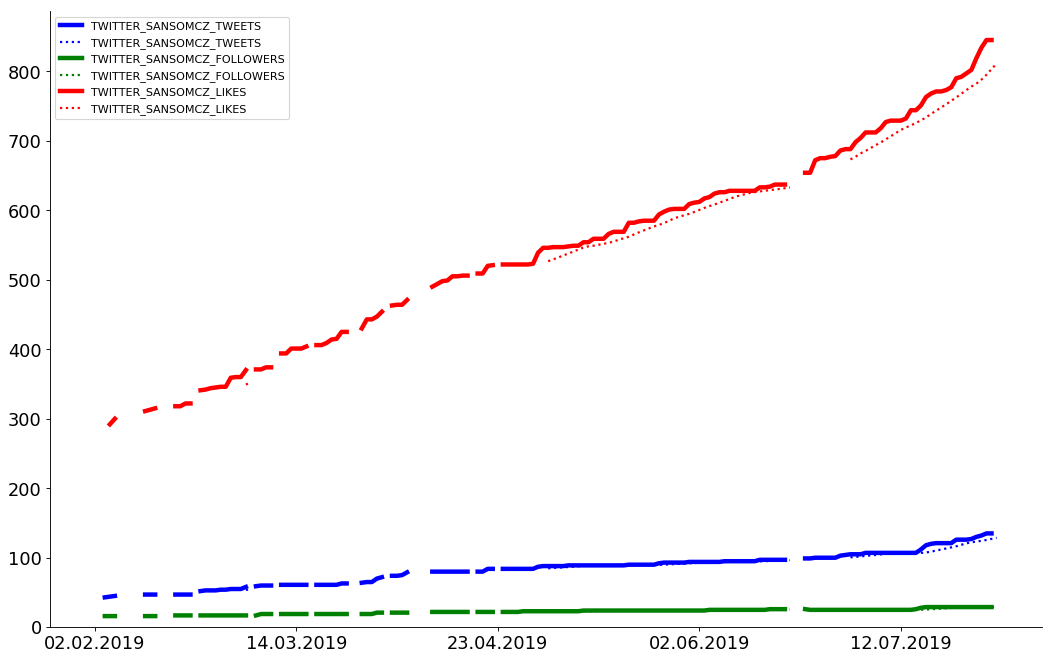 TWITTER_SANSOMCZ_TWEETS
TWITTER_SANSOMCZ_TWEETS
TWITTER_SANSOMCZ_FOLLOWERS
TWITTER_SANSOMCZ_FOLLOWERS
TWITTER_SANSOMCZ_LIKES
TWITTER_SANSOMCZ_LIKES
800
700
600
500
400
300
200
100
0
02.02.2019 14.03.2019 23.04.2019 02.06.2019 12.07.2019